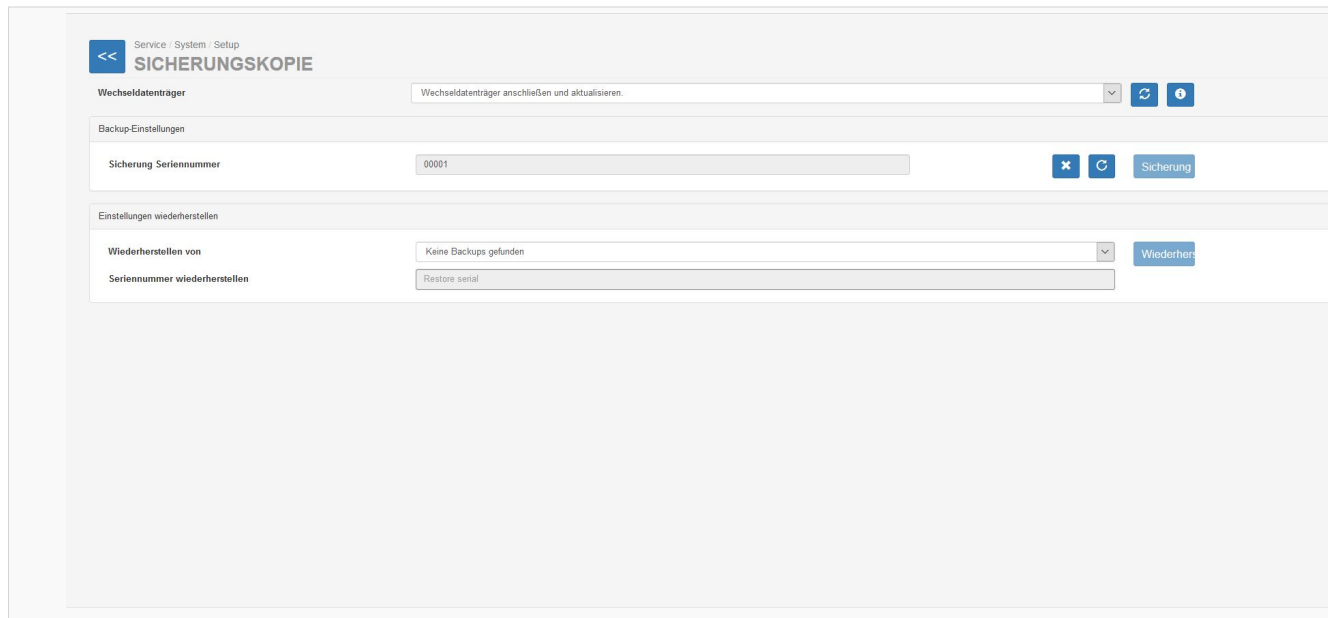 <<
Service / System / Setup
SICHERUNGSKOPIE
Wechseldatenträger
Wechseldatenträger anschließen und aktualisieren.
Backup-Einstellungen
Sicherung Seriennummer
00001
Sicherung
Einstellungen wiederherstellen
Wiederherstellen von
Keine Backups gefunden
Wiederhers
Seriennummer wiederherstellen
Restore serial